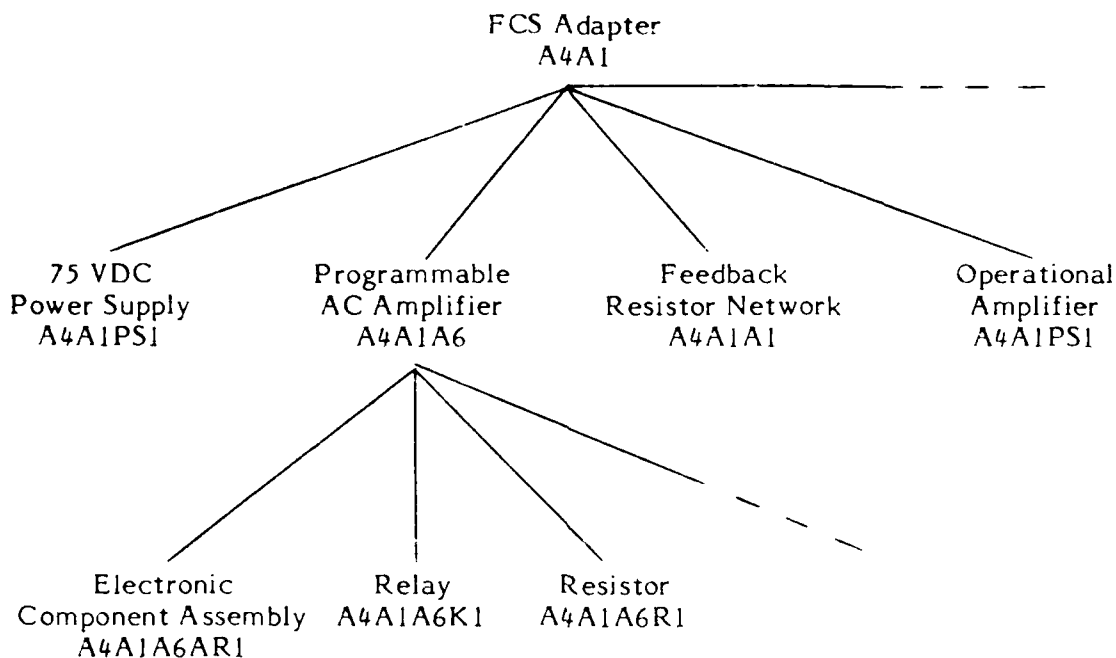 FCS Adapter
A4A1
75 VDC
Power Supply
A4A1PS1
Programmable
AC Amplifier
A4A1A6
Feedback
Resistor Network
A4A1A1
Operational
Amplifier
A4A1PS1
Electronic
Component Assembly
A4A1A6AR1
Relay
A4A1A6K1
Resistor
A4A1A6R1